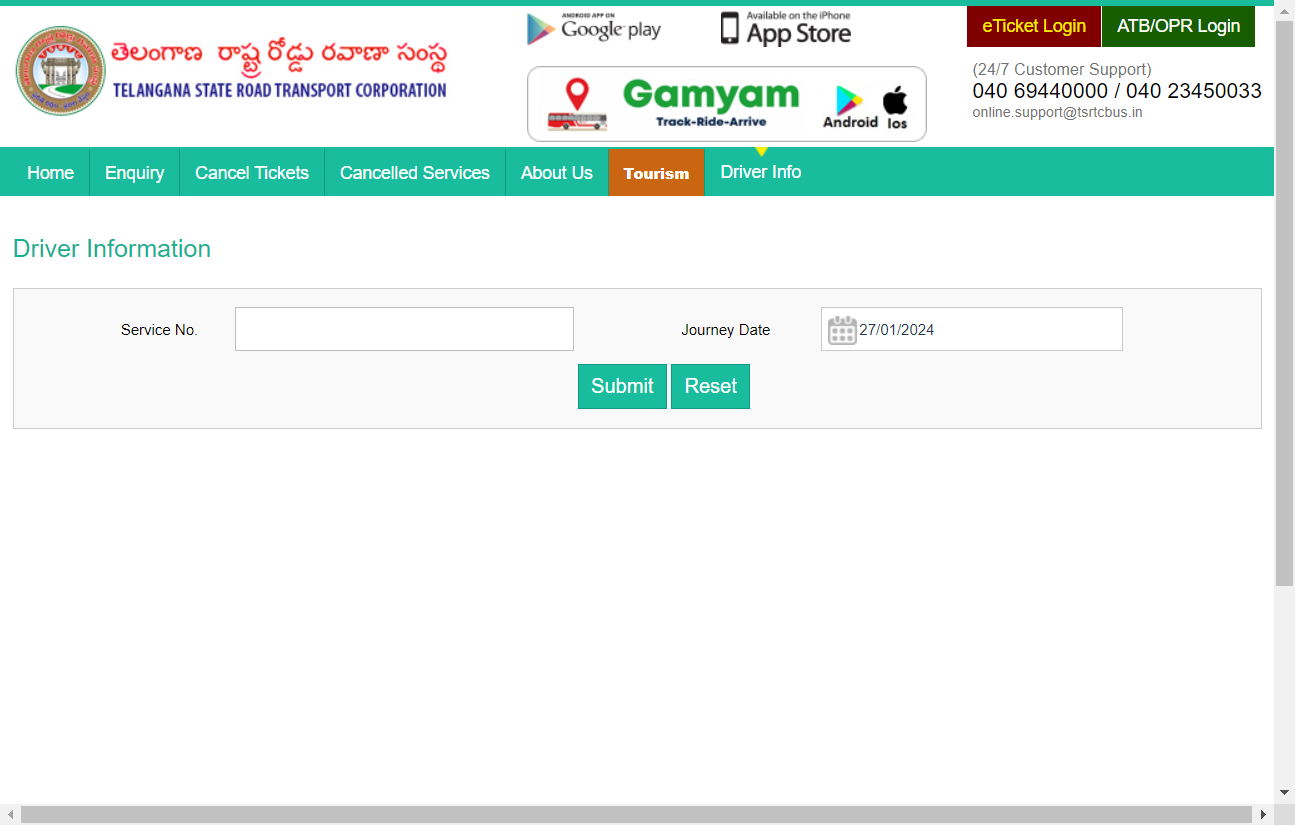 తెలంగాణ రాష్ట్ర రోడ్డు రవాణా సంస్థ
TELANGANA STATE ROAD TRANSPORT CORPORATION
ANDROID APP ON
Google play
Available on the iPhone
App Store
Gamyam
Track-Ride-Arrive
Android Ios
eTicket Login
ATB/OPR Login
(24/7 Customer Support)
040 69440000 / 040 23450033
online.support@tsrtcbus.in
Home
Enquiry
Cancel Tickets
Cancelled Services
About Us
Tourism
Driver Info
Driver Information
Service No.
Journey Date
27/01/2024
Submit
Reset